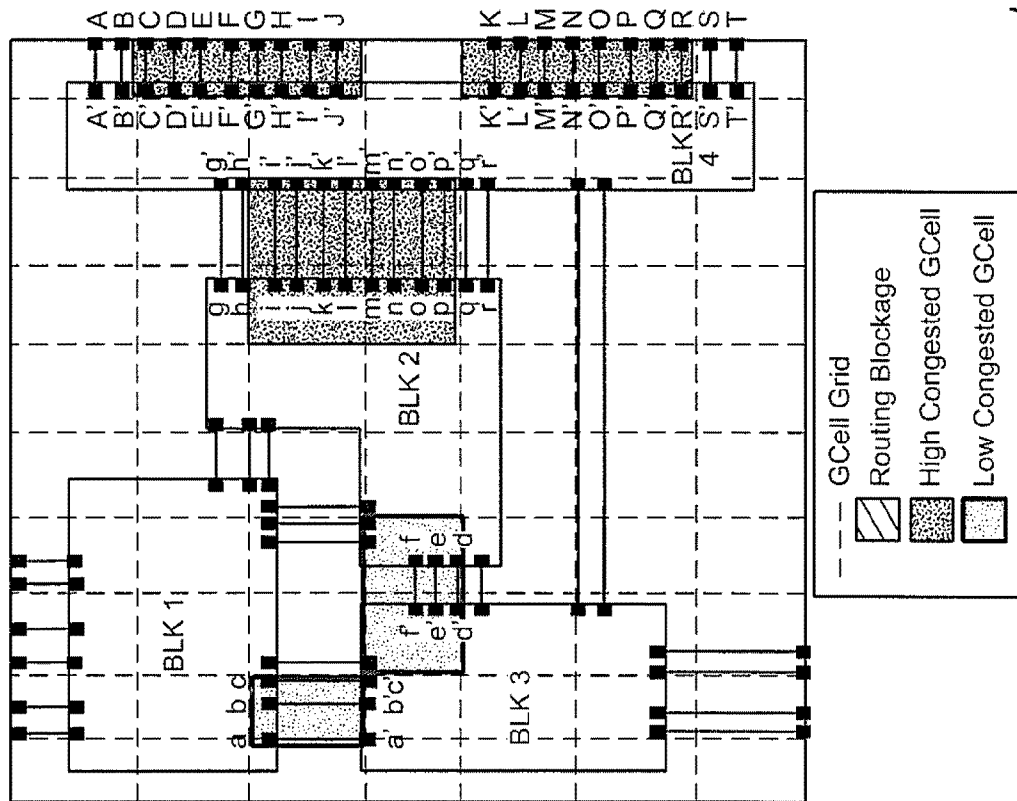 A B C D E F G H I J
K L M N O P Q R S T
A' B' C' D' E' F' G' H' I' J'
K' L' M' N' O' P' Q' R' S' T'
BLK 4
g' h' i' j' k' l' m' n' o' p' q' r'
g h i j k l m n o p q r
BLK 2
BLK 1
f e d
f' e' d'
a b c
a' b' c'
BLK 3
GCell Grid
Routing Blockage
High Congested GCell
Low Congested GCell